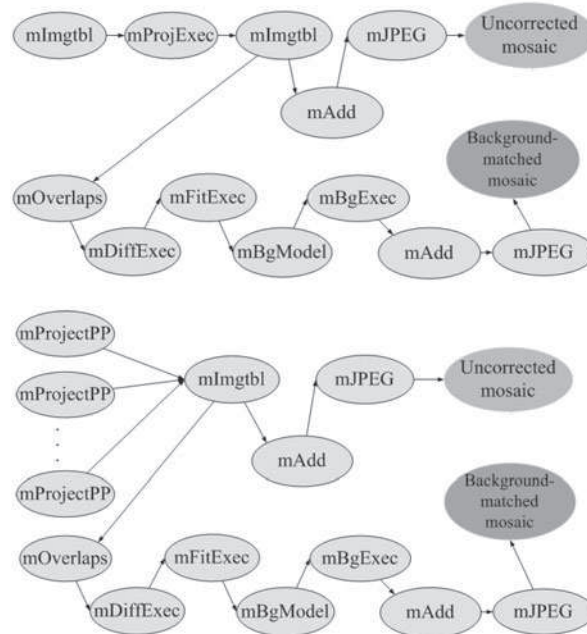 mImgtbl
mProjExec
mImgtbl
mJPEG
Uncorrected
mosaic
mAdd
Background-
matched
mosaic
mOverlaps
mFitExec
mBgExec
mDiffExec
mBgModel
mAdd
mJPEG
mProjectPP
mImgtbl
mJPEG
Uncorrected
mosaic
mProjectPP
mAdd
mProjectPP
Background-
matched
mosaic
mOverlaps
mFitExec
mBgExec
mDiffExec
mBgModel
mAdd
mJPEG